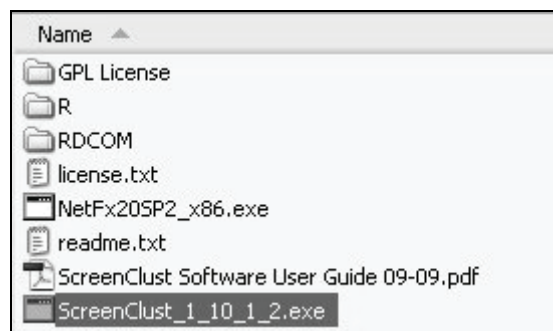 Name
GPL License
R
RDCOM
license.txt
NetFx20SP2_x86.exe
readme.txt
ScreenClust Software User Guide 09-09.pdf
ScreenClust_1_10_1_2.exe